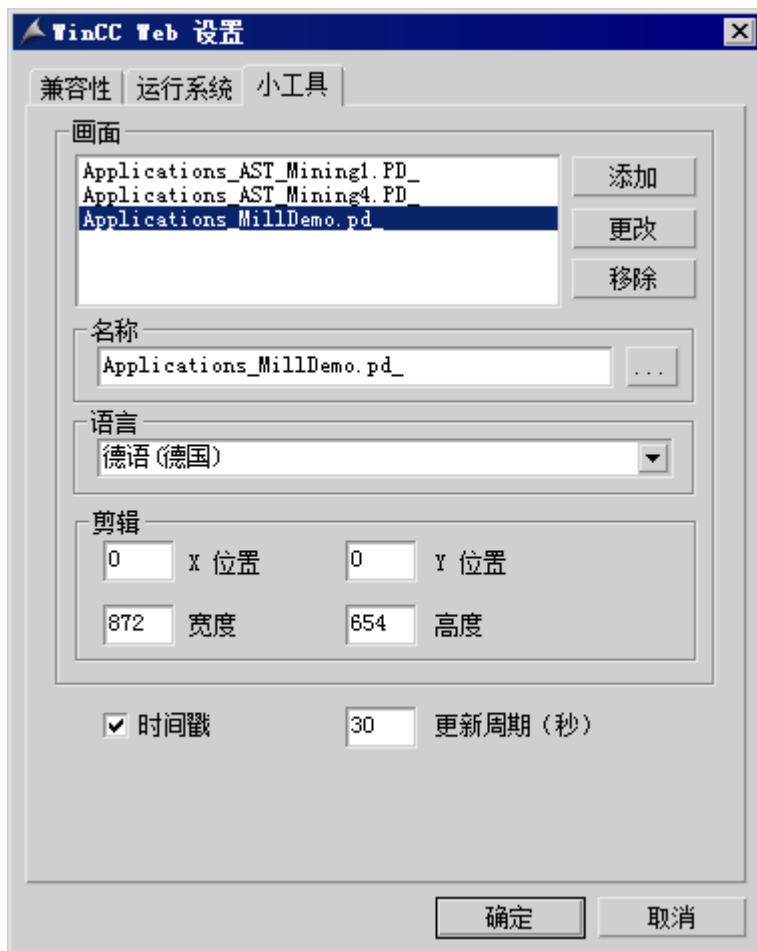 WinCC Web 设置
兼容性 运行系统 小工具
画面
Applications_AST_Mining1.PD_
Applications_AST_Mining4.PD_
Applications_MillDemo.pd_
添加
更改
移除
名称
Applications_MillDemo.pd_ ...
语言
德语(德国)
剪辑
0 X 位置 0 Y 位置
872 宽度 654 高度
时间戳 30 更新周期(秒)
确定 取消